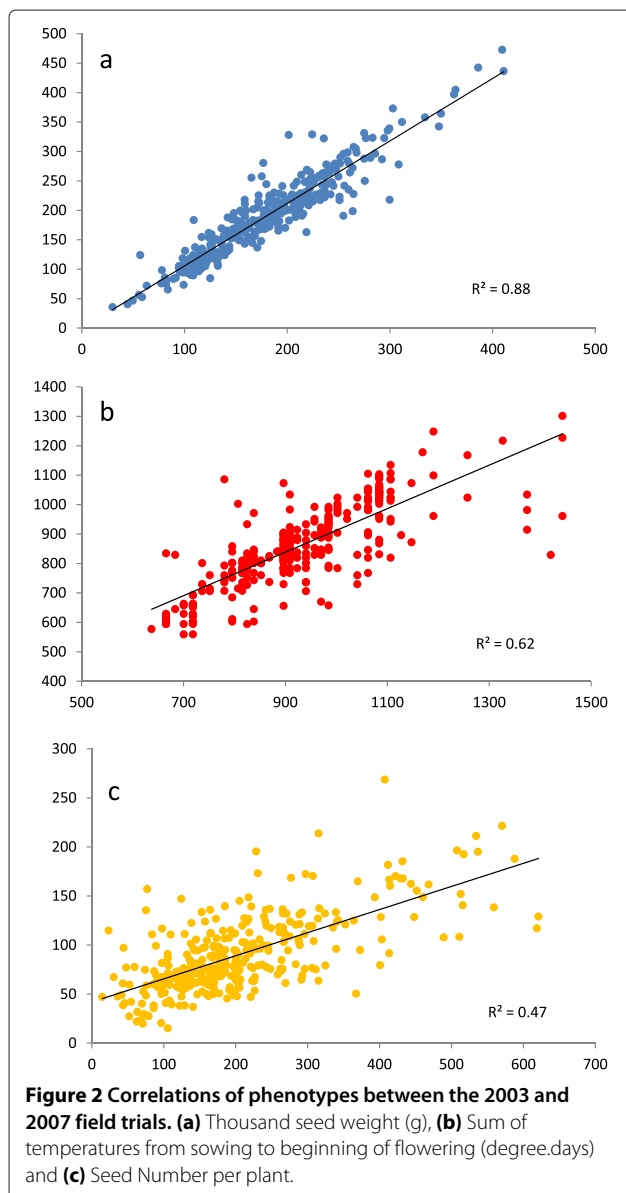 500
450
400
350
300
250
200
150
100
50
0
a
R² = 0.88
0 100 200 300 400 500
1400
1300
1200
1100
1000
900
800
700
600
500
400
b
R² = 0.62
500 700 900 1100 1300 1500
300
250
200
150
100
50
0
c
R² = 0.47
0 100 200 300 400 500 600 700
Figure 2 Correlations of phenotypes between the 2003 and
2007 field trials. (a) Thousand seed weight (g), (b) Sum of
temperatures from sowing to beginning of flowering (degree.days)
and (c) Seed Number per plant.